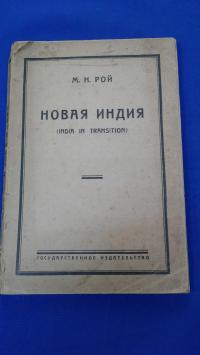 М. Н. РОЙ
НОВАЯ ИНДИЯ
(INDIA IN TRANSITION)
ГОСУДАРСТВЕННОЕ ИЗДАТЕЛЬСТВО